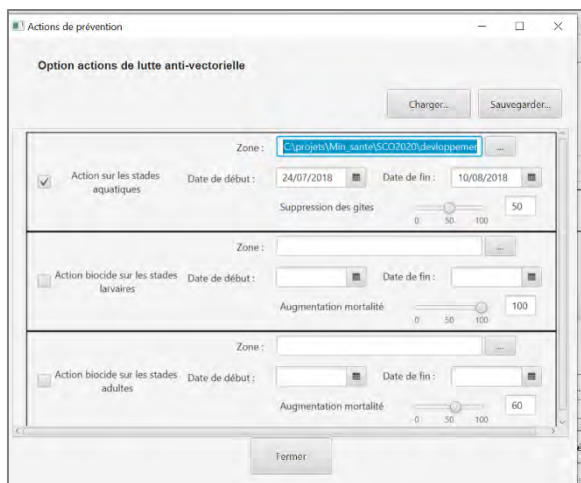 Actions de prévention
Option actions de lutte anti-vectorielle
Charger... Sauvegarder...
Zone : C:\projets\Min_sante\SCO2020\devloppemer ...
Action sur les stades aquatiques
Date de début : 24/07/2018 Date de fin : 10/08/2018
Suppression des gites 50
0 50 100
Zone : ...
Action biocide sur les stades larvaires
Date de début : Date de fin :
Augmentation mortalité 100
0 50 100
Zone : ...
Action biocide sur les stades adultes
Date de début : Date de fin :
Augmentation mortalité 60
0 50 100
Fermer